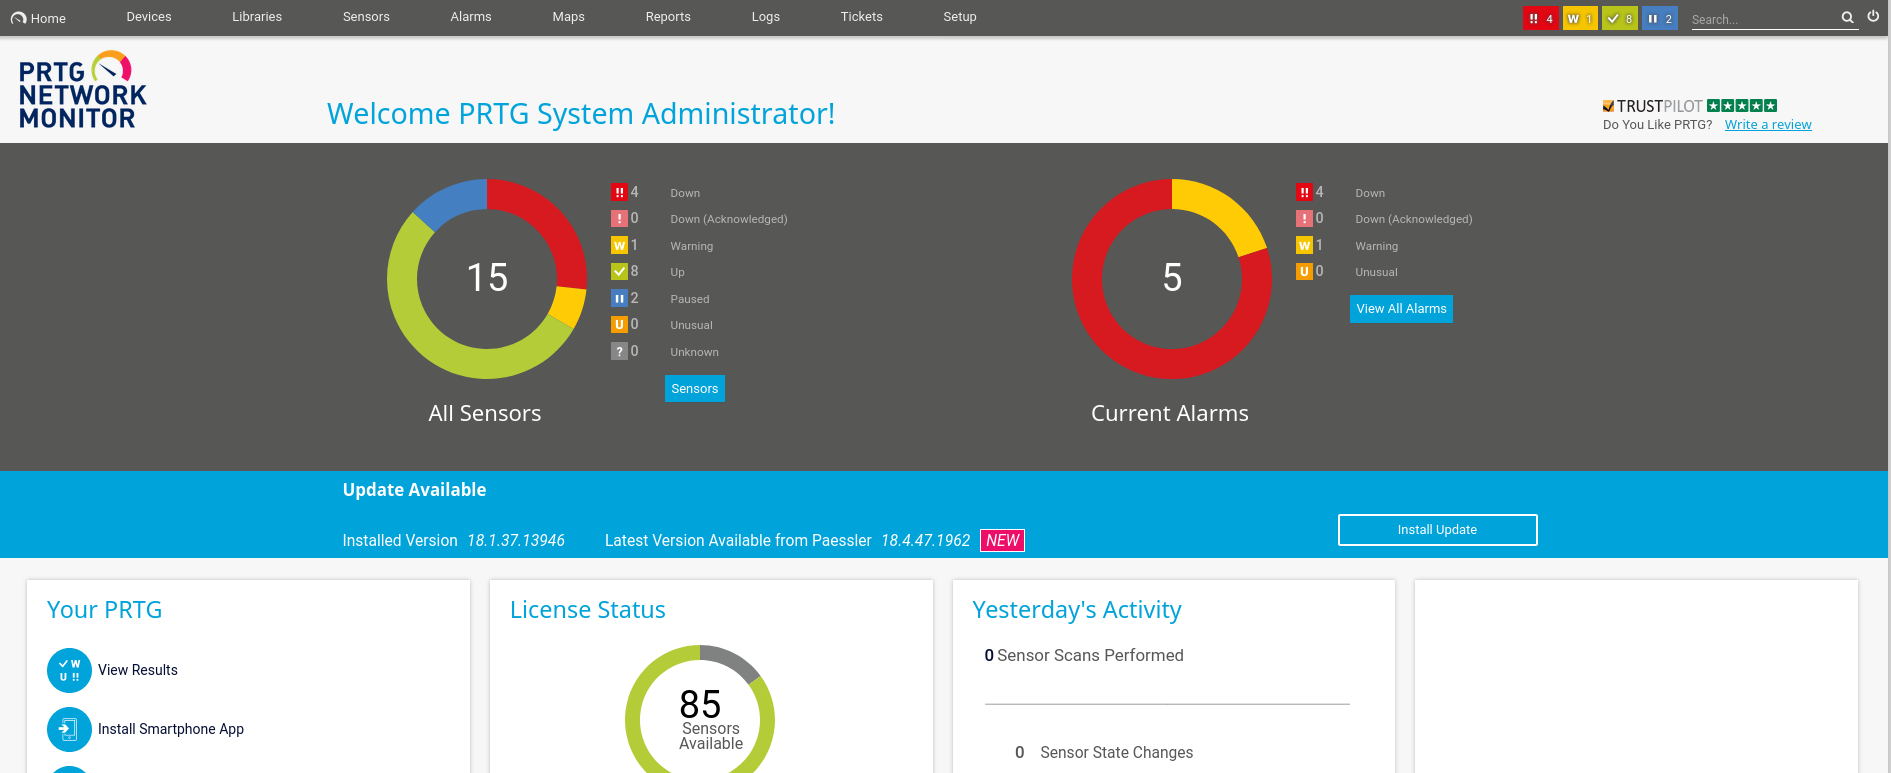 Home Devices Libraries Sensors Alarms Maps Reports Logs Tickets Setup !! 4 W 1 8 2 Search...
PRTG
NETWORK
MONITOR
Welcome PRTG System Administrator!
TRUSTPILOT
Do You Like PRTG? Write a review
15
!! 4 Down
! 0 Down (Acknowledged)
W 1 Warning
8 Up
2 Paused
U 0 Unusual
? 0 Unknown
Sensors
All Sensors
5
!! 4 Down
! 0 Down (Acknowledged)
W 1 Warning
U 0 Unusual
View All Alarms
Current Alarms
Update Available
Installed Version 18.1.37.13946 Latest Version Available from Paessler 18.4.47.1962 NEW
Install Update
Your PRTG
W
U !!
View Results
Install Smartphone App
License Status
85
Sensors
Available
Yesterday's Activity
0 Sensor Scans Performed
0 Sensor State Changes